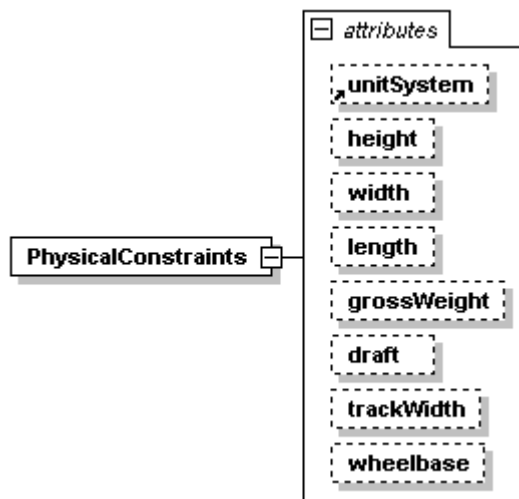 attributes
unitSystem
height
width
length
PhysicalConstraints
grossWeight
draft
trackWidth
wheelbase